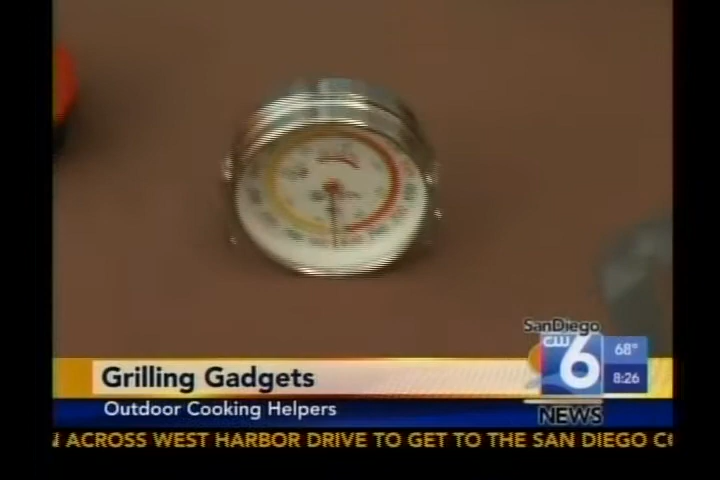 SanDiego
CW
6
68°
8:26
NEWS
Grilling Gadgets
Outdoor Cooking Helpers
ACROSS WEST HARBOR DRIVE TO GET TO THE SAN DIEGO